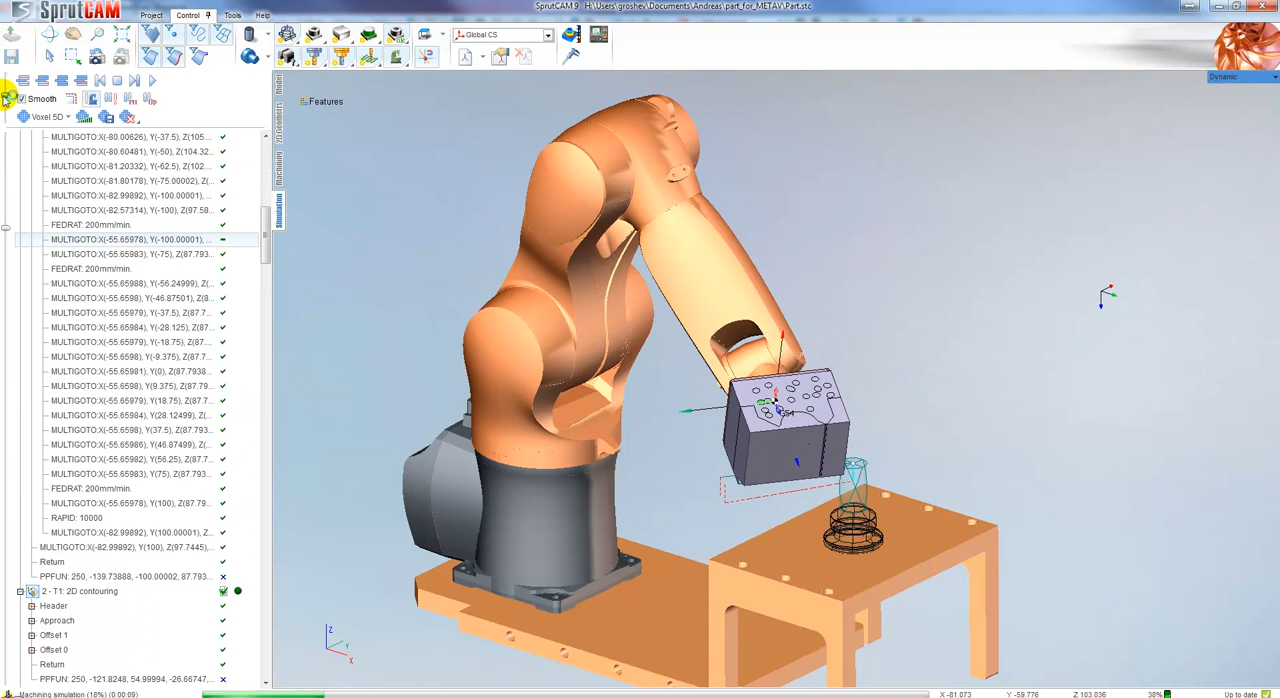 SprutCAM
Project
Control
Tools
Help
SprutCAM 9 H:\Users\groshev\Documents\Andreas\part_for_METAV\Part.stc
Global CS
Dynamic
Smooth
Voxel 5D
Features
Model
2D Geometry
Machining
Simulation
MULTIGOTO:X(-80.00626), Y(-37.5), Z(105....
MULTIGOTO:X(-80.60481), Y(-50), Z(104.32...
MULTIGOTO:X(-81.20332), Y(-62.5), Z(102...
MULTIGOTO:X(-81.80178), Y(-75.00002), Z(...
MULTIGOTO:X(-82.99892), Y(-100.00001), ...
MULTIGOTO:X(-82.57314), Y(-100), Z(97.58...
FEDRAT: 200mm/min.
MULTIGOTO:X(-55.65978), Y(-100.00001), ...
MULTIGOTO:X(-55.65983), Y(-75), Z(87.793...
FEDRAT: 200mm/min.
MULTIGOTO:X(-55.65988), Y(-56.24999), Z(...
MULTIGOTO:X(-55.6598), Y(-46.87501), Z(8...
MULTIGOTO:X(-55.65979), Y(-37.5), Z(87....
MULTIGOTO:X(-55.65984), Y(-28.125), Z(87...
MULTIGOTO:X(-55.65979), Y(-18.75), Z(87....
MULTIGOTO:X(-55.6598), Y(-9.375), Z(87.7...
MULTIGOTO:X(-55.65981), Y(0), Z(87.7938...
MULTIGOTO:X(-55.65986), Y(9.375), Z(87.7...
MULTIGOTO:X(-55.65979), Y(18.75), Z(87.7...
MULTIGOTO:X(-55.65984), Y(28.12499), Z(...
MULTIGOTO:X(-55.6598), Y(37.5), Z(87.793...
MULTIGOTO:X(-55.65986), Y(46.87499), Z(...
MULTIGOTO:X(-55.65982), Y(56.25), Z(87.7...
MULTIGOTO:X(-55.65983), Y(75), Z(87.793...
FEDRAT: 200mm/min.
MULTIGOTO:X(-55.65978), Y(100), Z(87.79...
RAPID: 10000
MULTIGOTO:X(-82.99892), Y(100.00001), Z...
MULTIGOTO:X(-82.99892), Y(100), Z(97.7445)...
Return
PPFUN: 250, -139.73888, -100.00002, 87.793...
2 - T1: 2D contouring
Header
Approach
Offset 1
Offset 0
Return
PPFUN: 250, -121.8248, 54.99994, -26.66747,...
G54
Z
Y
X
Machining simulation (18%) (0:00:09)
X -81.073
Y -59.776
Z 103.036
38%
Up to date